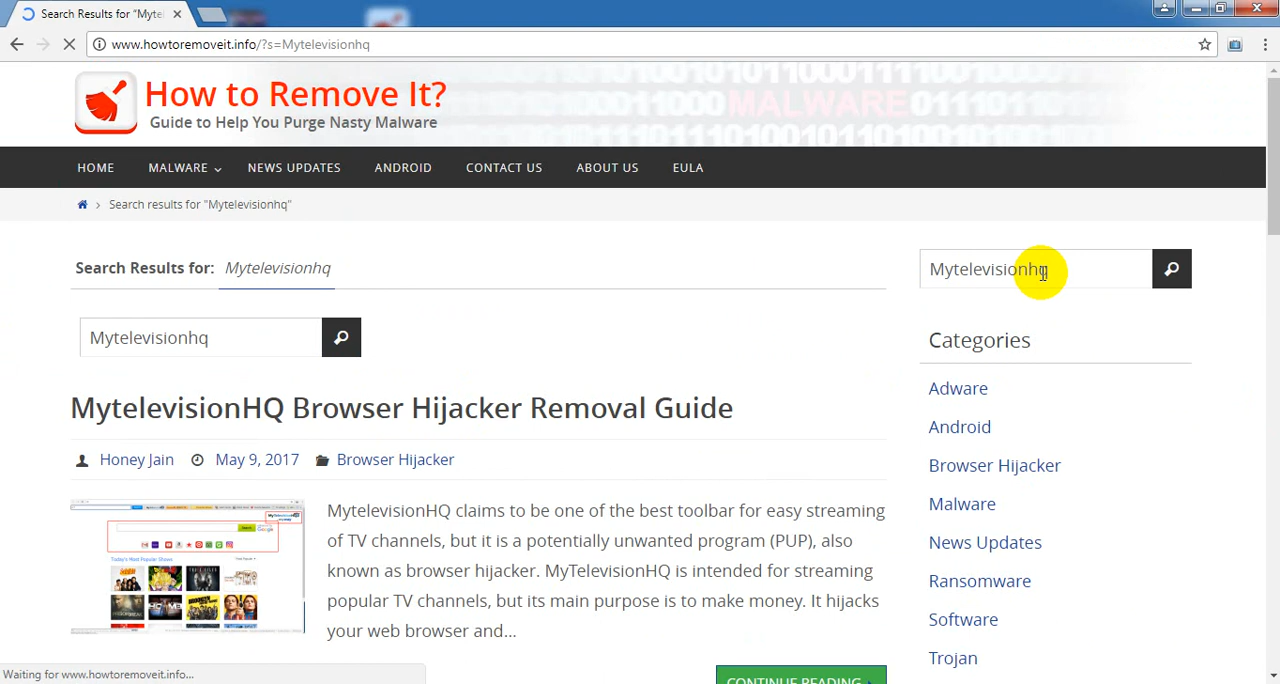 Search Results for "Mytel
www.howtoremoveit.info/?s=Mytelevisionhq
How to Remove It?
Guide to Help You Purge Nasty Malware
MALWARE
HOME MALWARE NEWS UPDATES ANDROID CONTACT US ABOUT US EULA
Search results for "Mytelevisionhq"
Search Results for: Mytelevisionhq
Mytelevisionhq
Mytelevisionhq
MytelevisionHQ Browser Hijacker Removal Guide
Honey Jain May 9, 2017 Browser Hijacker
MytelevisionHQ claims to be one of the best toolbar for easy streaming
of TV channels, but it is a potentially unwanted program (PUP), also
known as browser hijacker. MyTelevisionHQ is intended for streaming
popular TV channels, but its main purpose is to make money. It hijacks
your web browser and...
CONTINUE READING
Categories
Adware
Android
Browser Hijacker
Malware
News Updates
Ransomware
Software
Trojan
Waiting for www.howtoremoveit.info...